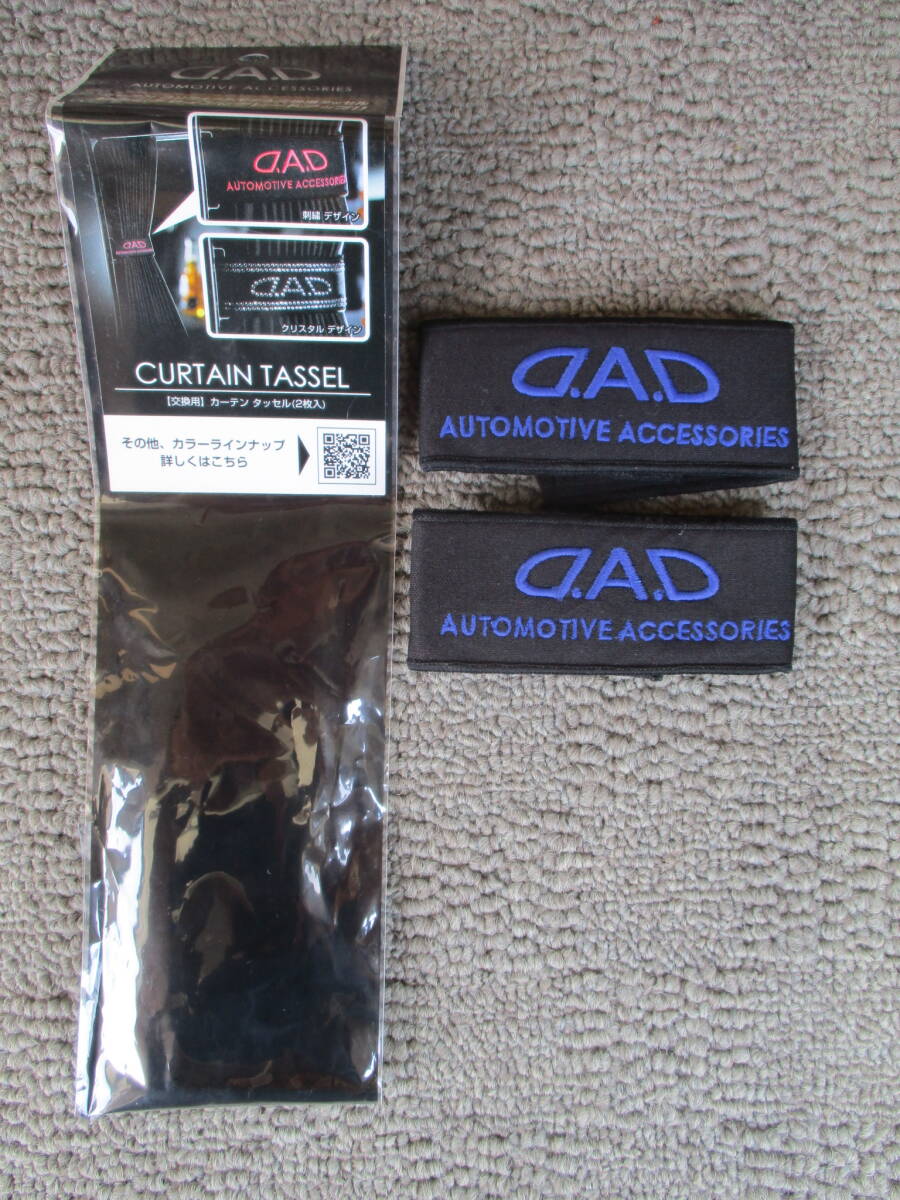 D.A.D
AUTOMOTIVE ACCESSORIES
D.A.D
AUTOMOTIVE ACCESSORIES
刺繍 デザイン
D.A.D
D.A.D
クリスタル デザイン
CURTAIN TASSEL
【交換用】カーテン タッセル(2枚入)
その他、カラーラインナップ
詳しくはこちら
D.A.D
AUTOMOTIVE ACCESSORIES
D.A.D
AUTOMOTIVE ACCESSORIES